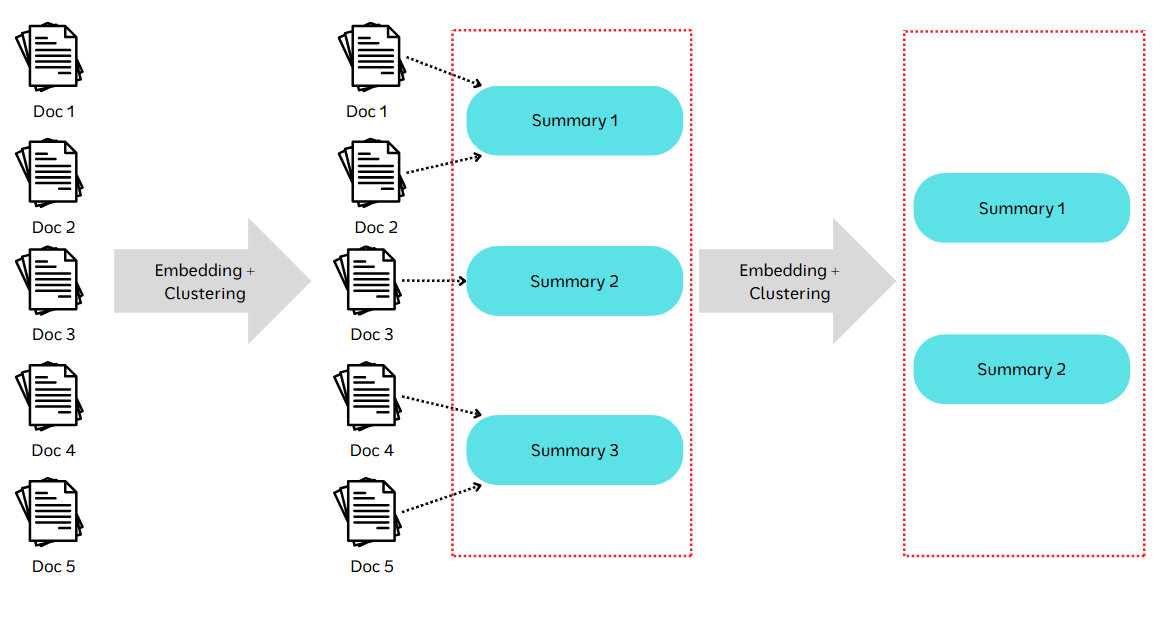 Doc 1
Doc 2
Doc 3
Doc 4
Doc 5
Embedding +
Clustering
Doc 1
Doc 2
Doc 3
Doc 4
Doc 5
Summary 1
Summary 2
Summary 3
Embedding +
Clustering
Summary 1
Summary 2